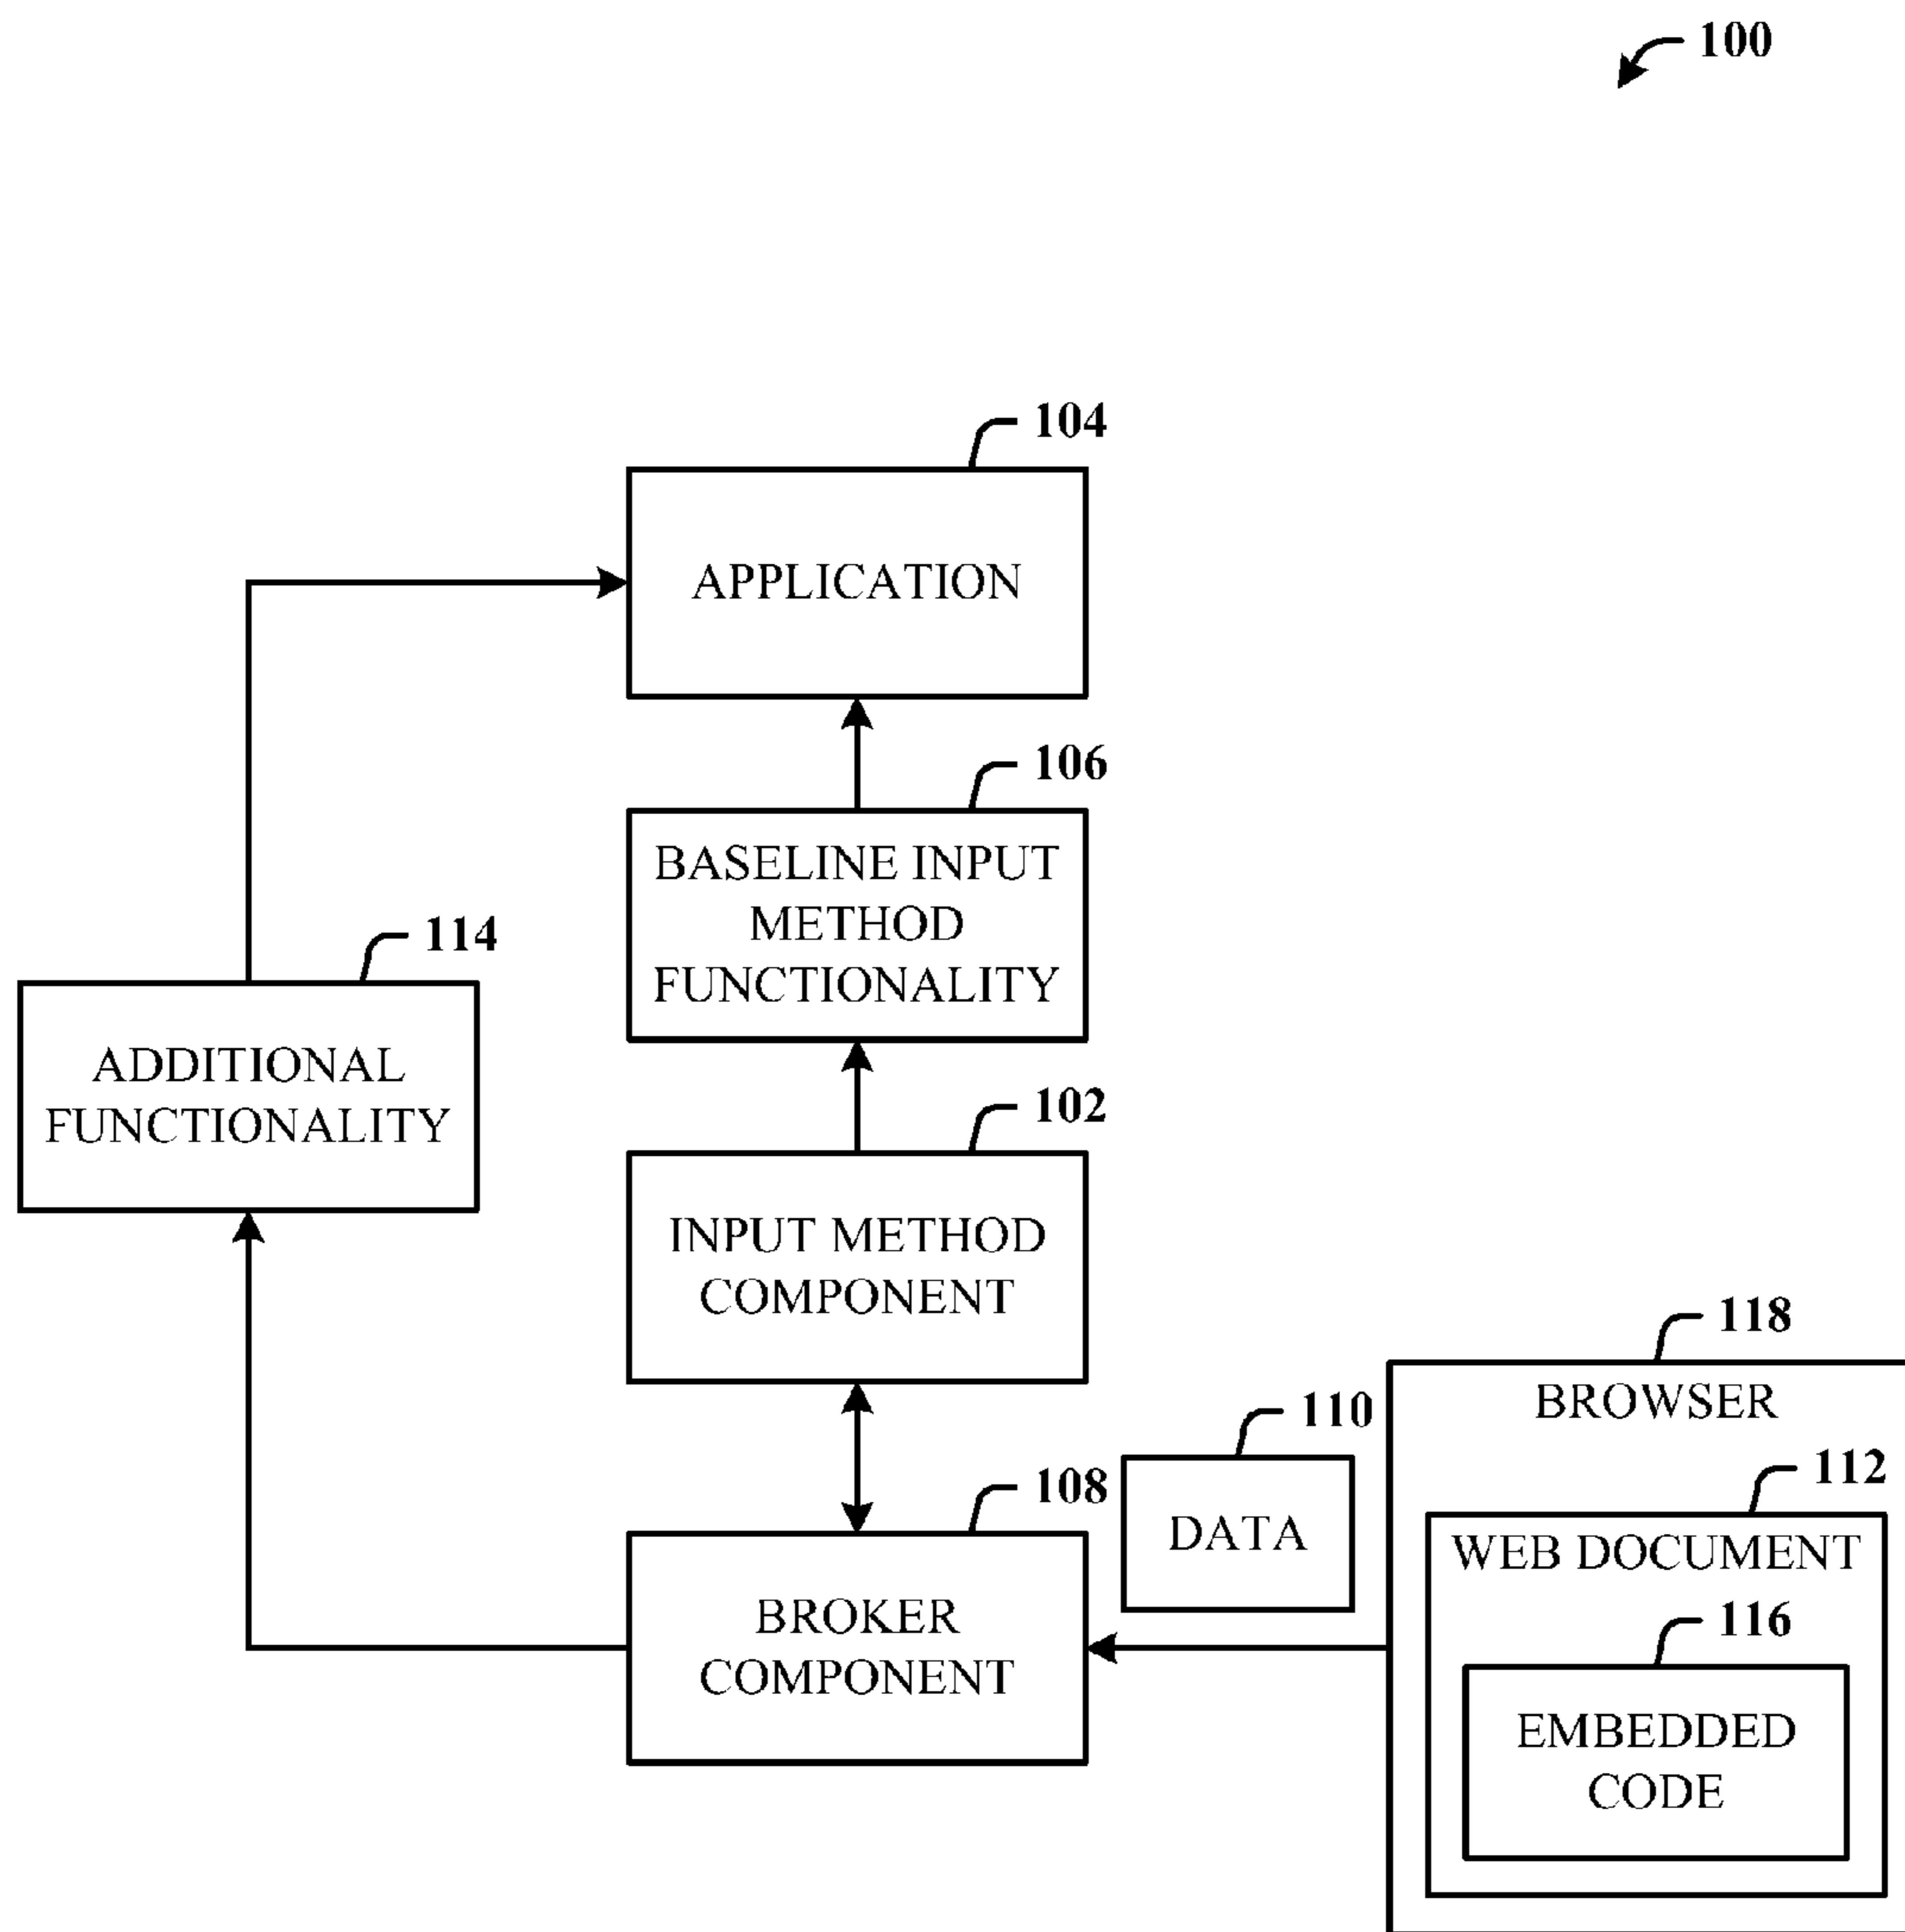 100
104
APPLICATION
106
BASELINE INPUT
METHOD
FUNCTIONALITY
114
ADDITIONAL
FUNCTIONALITY
102
INPUT METHOD
COMPONENT
118
BROWSER
110
DATA
112
WEB DOCUMENT
108
BROKER
COMPONENT
116
EMBEDDED
CODE